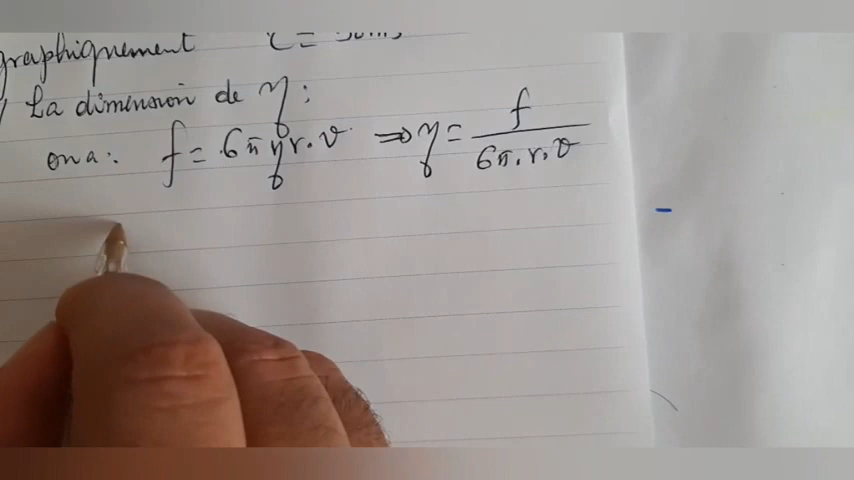 graphiquement τ =
La dimension de η :
on a : f = 6π η r . v ⇒ η = f / 6π . r . v